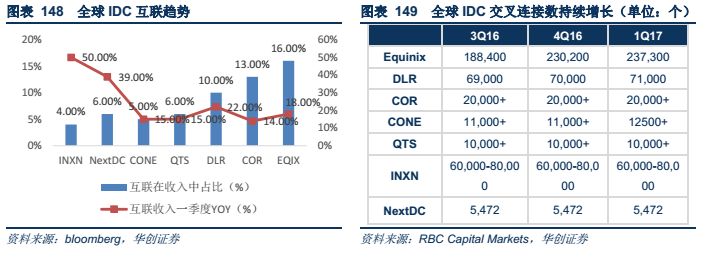 图表 148 全球 IDC 互联趋势
20%
15%
10%
5%
0%
60%
50%
40%
30%
20%
10%
0%
50.00%
39.00%
15.00%
15.00%
22.00%
14.00%
18.00%
4.00%
6.00%
5.00%
6.00%
10.00%
13.00%
16.00%
INXN NextDC CONE QTS DLR COR EQIX
互联在收入中占比（%）
互联收入一季度YOY（%）
资料来源：bloomberg，华创证券
图表 149 全球 IDC 交叉连接数持续增长（单位：个）
3Q16 4Q16 1Q17
Equinix 188,400 230,200 237,300
DLR 69,000 70,000 71,000
COR 20,000+ 20,000+ 20,000+
CONE 11,000+ 11,000+ 12500+
QTS 10,000+ 10,000+ 10,000+
INXN 60,000-80,00 60,000-80,0 60,000-80,0
0 00 00
NextDC 5,472 5,472 5,472
资料来源：RBC Capital Markets，华创证券